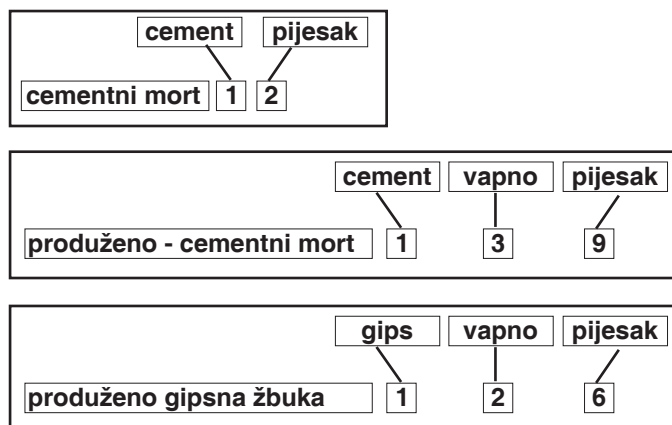 cement pijesak
cementni mort 1 2
cement vapno pijesak
produženo - cementni mort 1 3 9
gips vapno pijesak
produženo gipsna žbuka 1 2 6